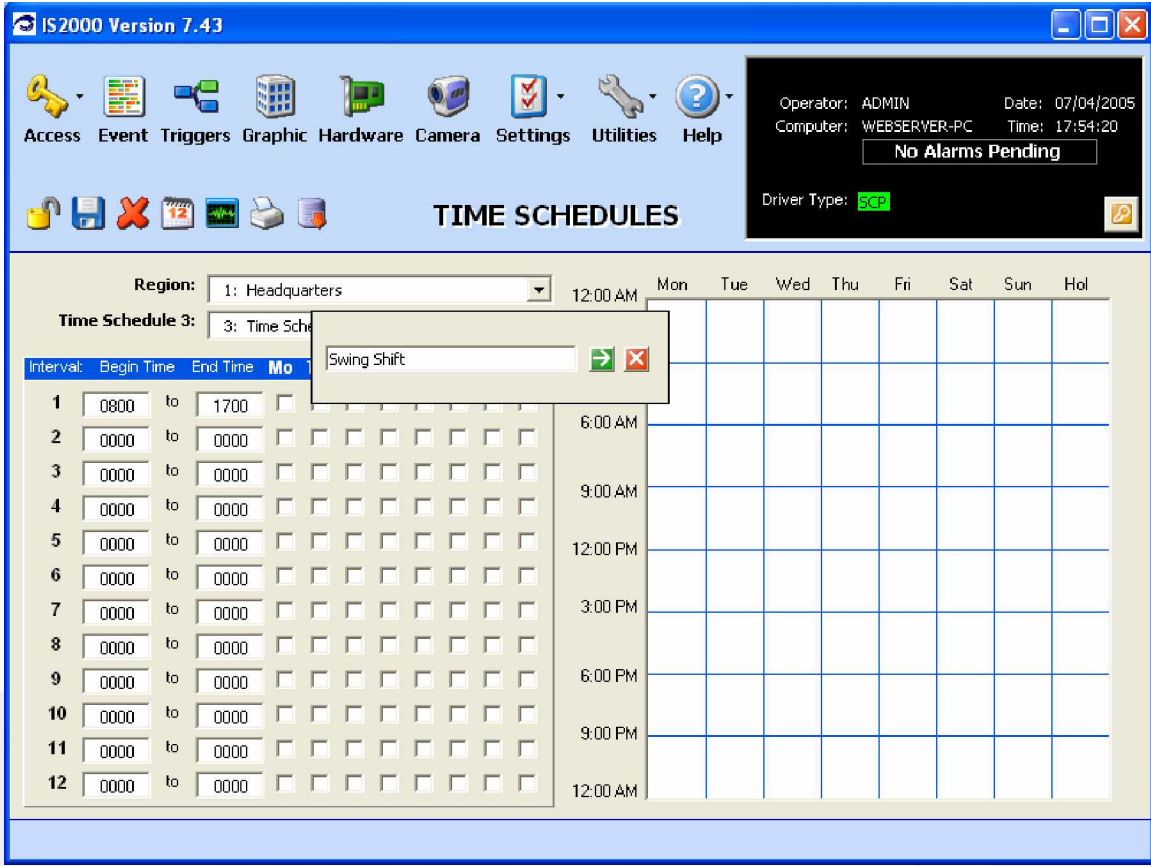 IS2000 Version 7.43
Access Event Triggers Graphic Hardware Camera Settings Utilities Help
Operator: ADMIN Date: 07/04/2005
Computer: WEBSERVER-PC Time: 17:54:20
No Alarms Pending
Driver Type: SCP
12
TIME SCHEDULES
Region: 1: Headquarters
Time Schedule 3: 3: Time Sche
Swing Shift
Interval: Begin Time End Time Mo
1 0800 to 1700
2 0000 to 0000
3 0000 to 0000
4 0000 to 0000
5 0000 to 0000
6 0000 to 0000
7 0000 to 0000
8 0000 to 0000
9 0000 to 0000
10 0000 to 0000
11 0000 to 0000
12 0000 to 0000
Mon Tue Wed Thu Fri Sat Sun Hol
12:00 AM
6:00 AM
9:00 AM
12:00 PM
3:00 PM
6:00 PM
9:00 PM
12:00 AM